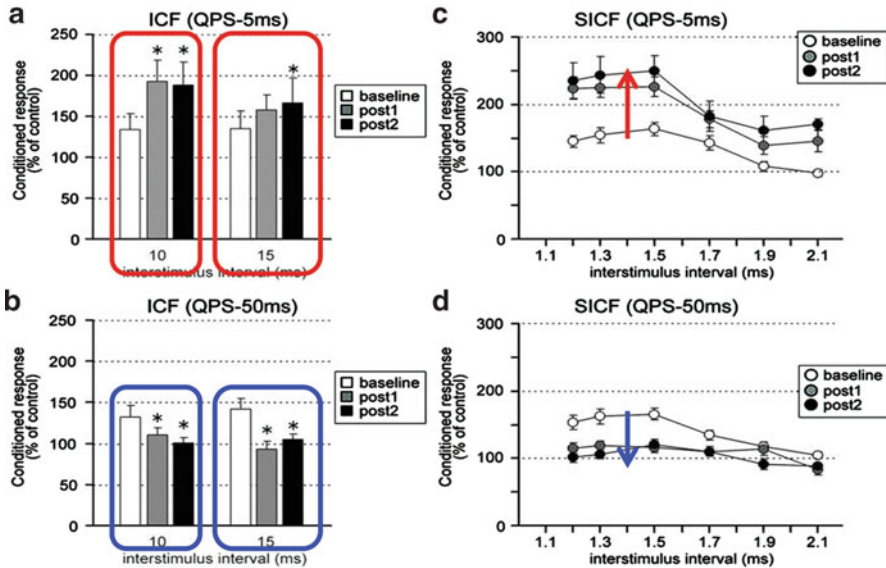 a
ICF (QPS-5ms)
Conditioned response
(% of control)
250
200
150
100
50
0
* * *
10 15
interstimulus interval (ms)
baseline
post1
post2
c
SICF (QPS-5ms)
Conditioned response
(% of control)
300
200
100
0
1.1 1.3 1.5 1.7 1.9 2.1
interstimulus interval (ms)
baseline
post1
post2
b
ICF (QPS-50ms)
Conditioned response
(% of control)
250
200
150
100
50
0
* * * *
10 15
interstimulus interval (ms)
baseline
post1
post2
d
SICF (QPS-50ms)
Conditioned response
(% of control)
300
200
100
0
1.1 1.3 1.5 1.7 1.9 2.1
interstimulus interval (ms)
baseline
post1
post2